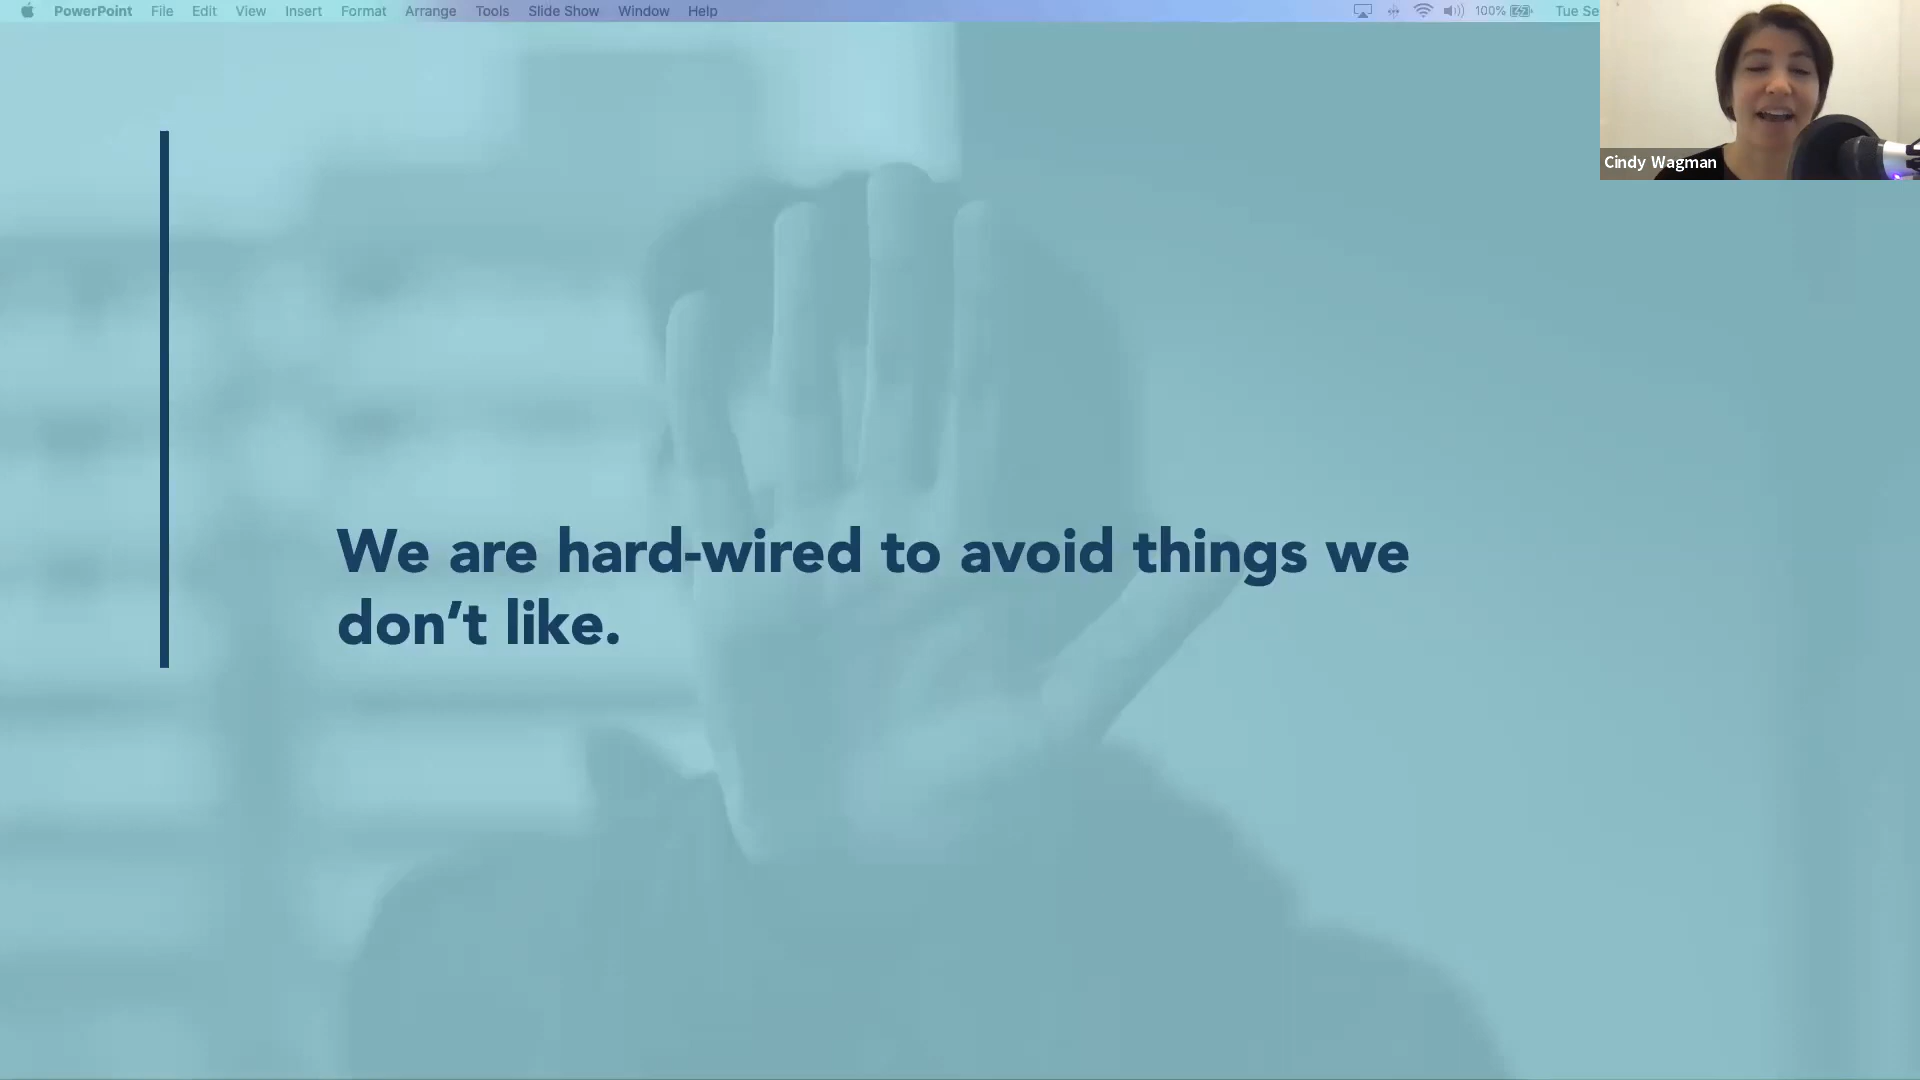 PowerPoint File Edit View Insert Format Arrange Tools Slide Show Window Help 100% Tue Se
Cindy Wagman
We are hard-wired to avoid things we
don’t like.